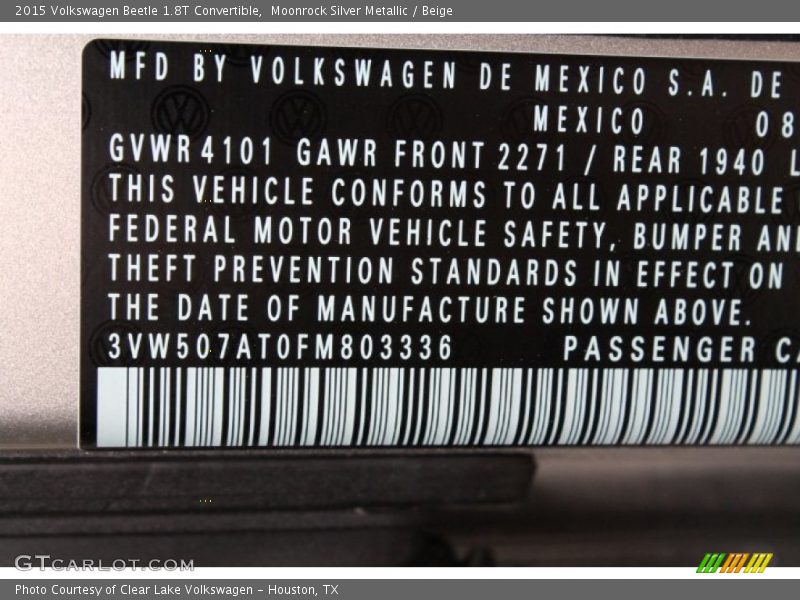 2015 Volkswagen Beetle 1.8T Convertible,  Moonrock Silver Metallic / Beige
MFD BY VOLKSWAGEN DE MEXICO S.A. DE
MEXICO 08
GVWR 4101 GAWR FRONT 2271 / REAR 1940 L
THIS VEHICLE CONFORMS TO ALL APPLICABLE
FEDERAL MOTOR VEHICLE SAFETY, BUMPER AND
THEFT PREVENTION STANDARDS IN EFFECT ON
THE DATE OF MANUFACTURE SHOWN ABOVE.
3VW507AT0FM803336 PASSENGER CA
GTCARLOT.COM
Photo Courtesy of Clear Lake Volkswagen – Houston, TX